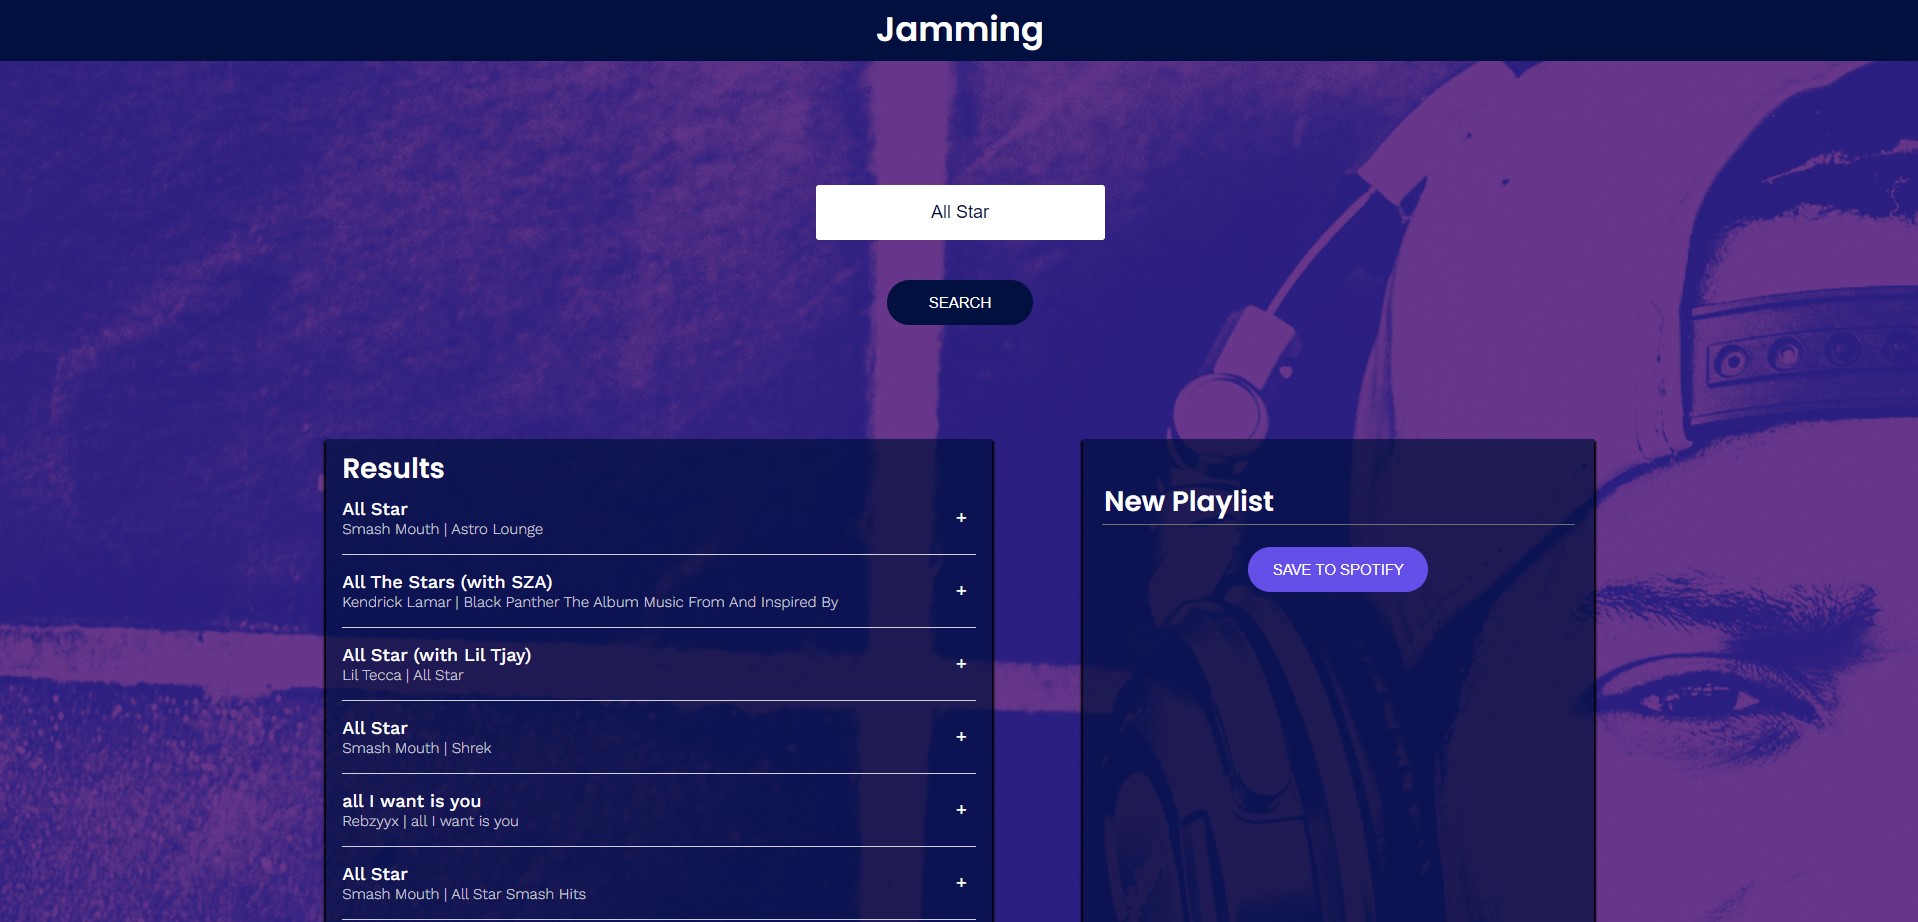 Jamming
All Star
SEARCH
Results
All Star
Smash Mouth | Astro Lounge
+
All The Stars (with SZA)
Kendrick Lamar | Black Panther The Album Music From And Inspired By
+
All Star (with Lil Tjay)
Lil Tecca | All Star
+
All Star
Smash Mouth | Shrek
+
all I want is you
Rebzyyx | all I want is you
+
All Star
Smash Mouth | All Star Smash Hits
+
New Playlist
SAVE TO SPOTIFY